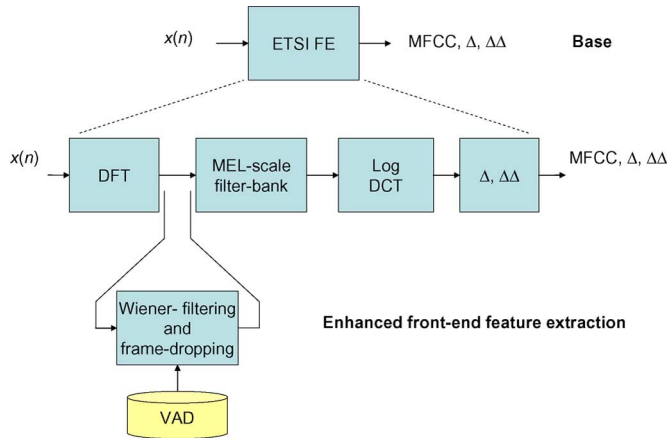 x(n)
ETSI FE
MFCC, Δ, ΔΔ
Base
x(n)
DFT
MEL-scale
filter-bank
Log
DCT
Δ, ΔΔ
MFCC, Δ, ΔΔ
Wiener- filtering
and
frame-dropping
Enhanced front-end feature extraction
VAD